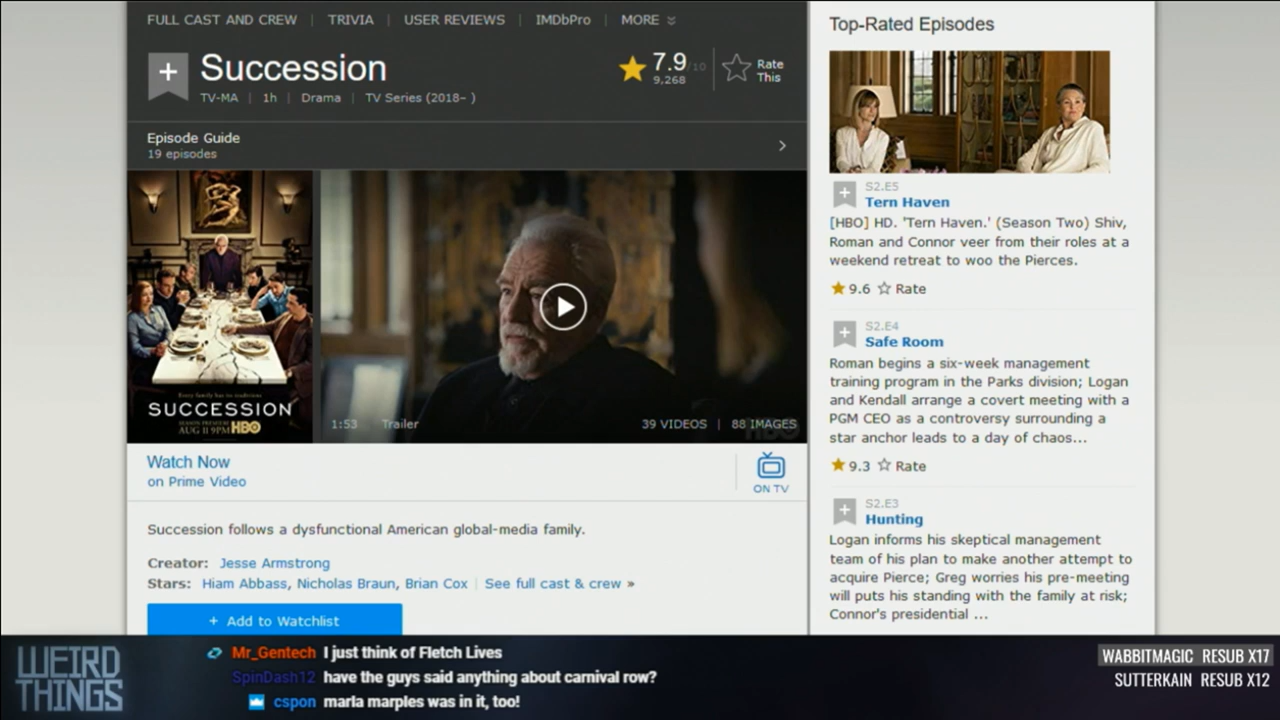 FULL CAST AND CREW | TRIVIA | USER REVIEWS | IMDbPro | MORE
Succession
7.9/10
9,268
Rate This
TV-MA | 1h | Drama | TV Series (2018– )
Episode Guide
19 episodes
SUCCESSION
SEASON PREMIERE
AUG 11 9PM HBO
1:53 Trailer
39 VIDEOS | 88 IMAGES
Watch Now
on Prime Video
ON TV
Succession follows a dysfunctional American global-media family.
Creator: Jesse Armstrong
Stars: Hiam Abbass, Nicholas Braun, Brian Cox | See full cast & crew »
+ Add to Watchlist
Top-Rated Episodes
S2.E5
Tern Haven
[HBO] HD. 'Tern Haven.' (Season Two) Shiv,
Roman and Connor veer from their roles at a
weekend retreat to woo the Pierces.
9.6 Rate
S2.E4
Safe Room
Roman begins a six-week management
training program in the Parks division; Logan
and Kendall arrange a covert meeting with a
PGM CEO as a controversy surrounding a
star anchor leads to a day of chaos...
9.3 Rate
S2.E3
Hunting
Logan informs his skeptical management
team of his plan to make another attempt to
acquire Pierce; Greg worries his pre-meeting
will puts his standing with the family at risk;
Connor's presidential ...
WEIRD
THINGS
Mr_Gentech I just think of Fletch Lives
SpinDash12 have the guys said anything about carnival row?
cspon marla marples was in it, too!
WABBITMAGIC RESUB X17
SUTTERKAIN RESUB X12